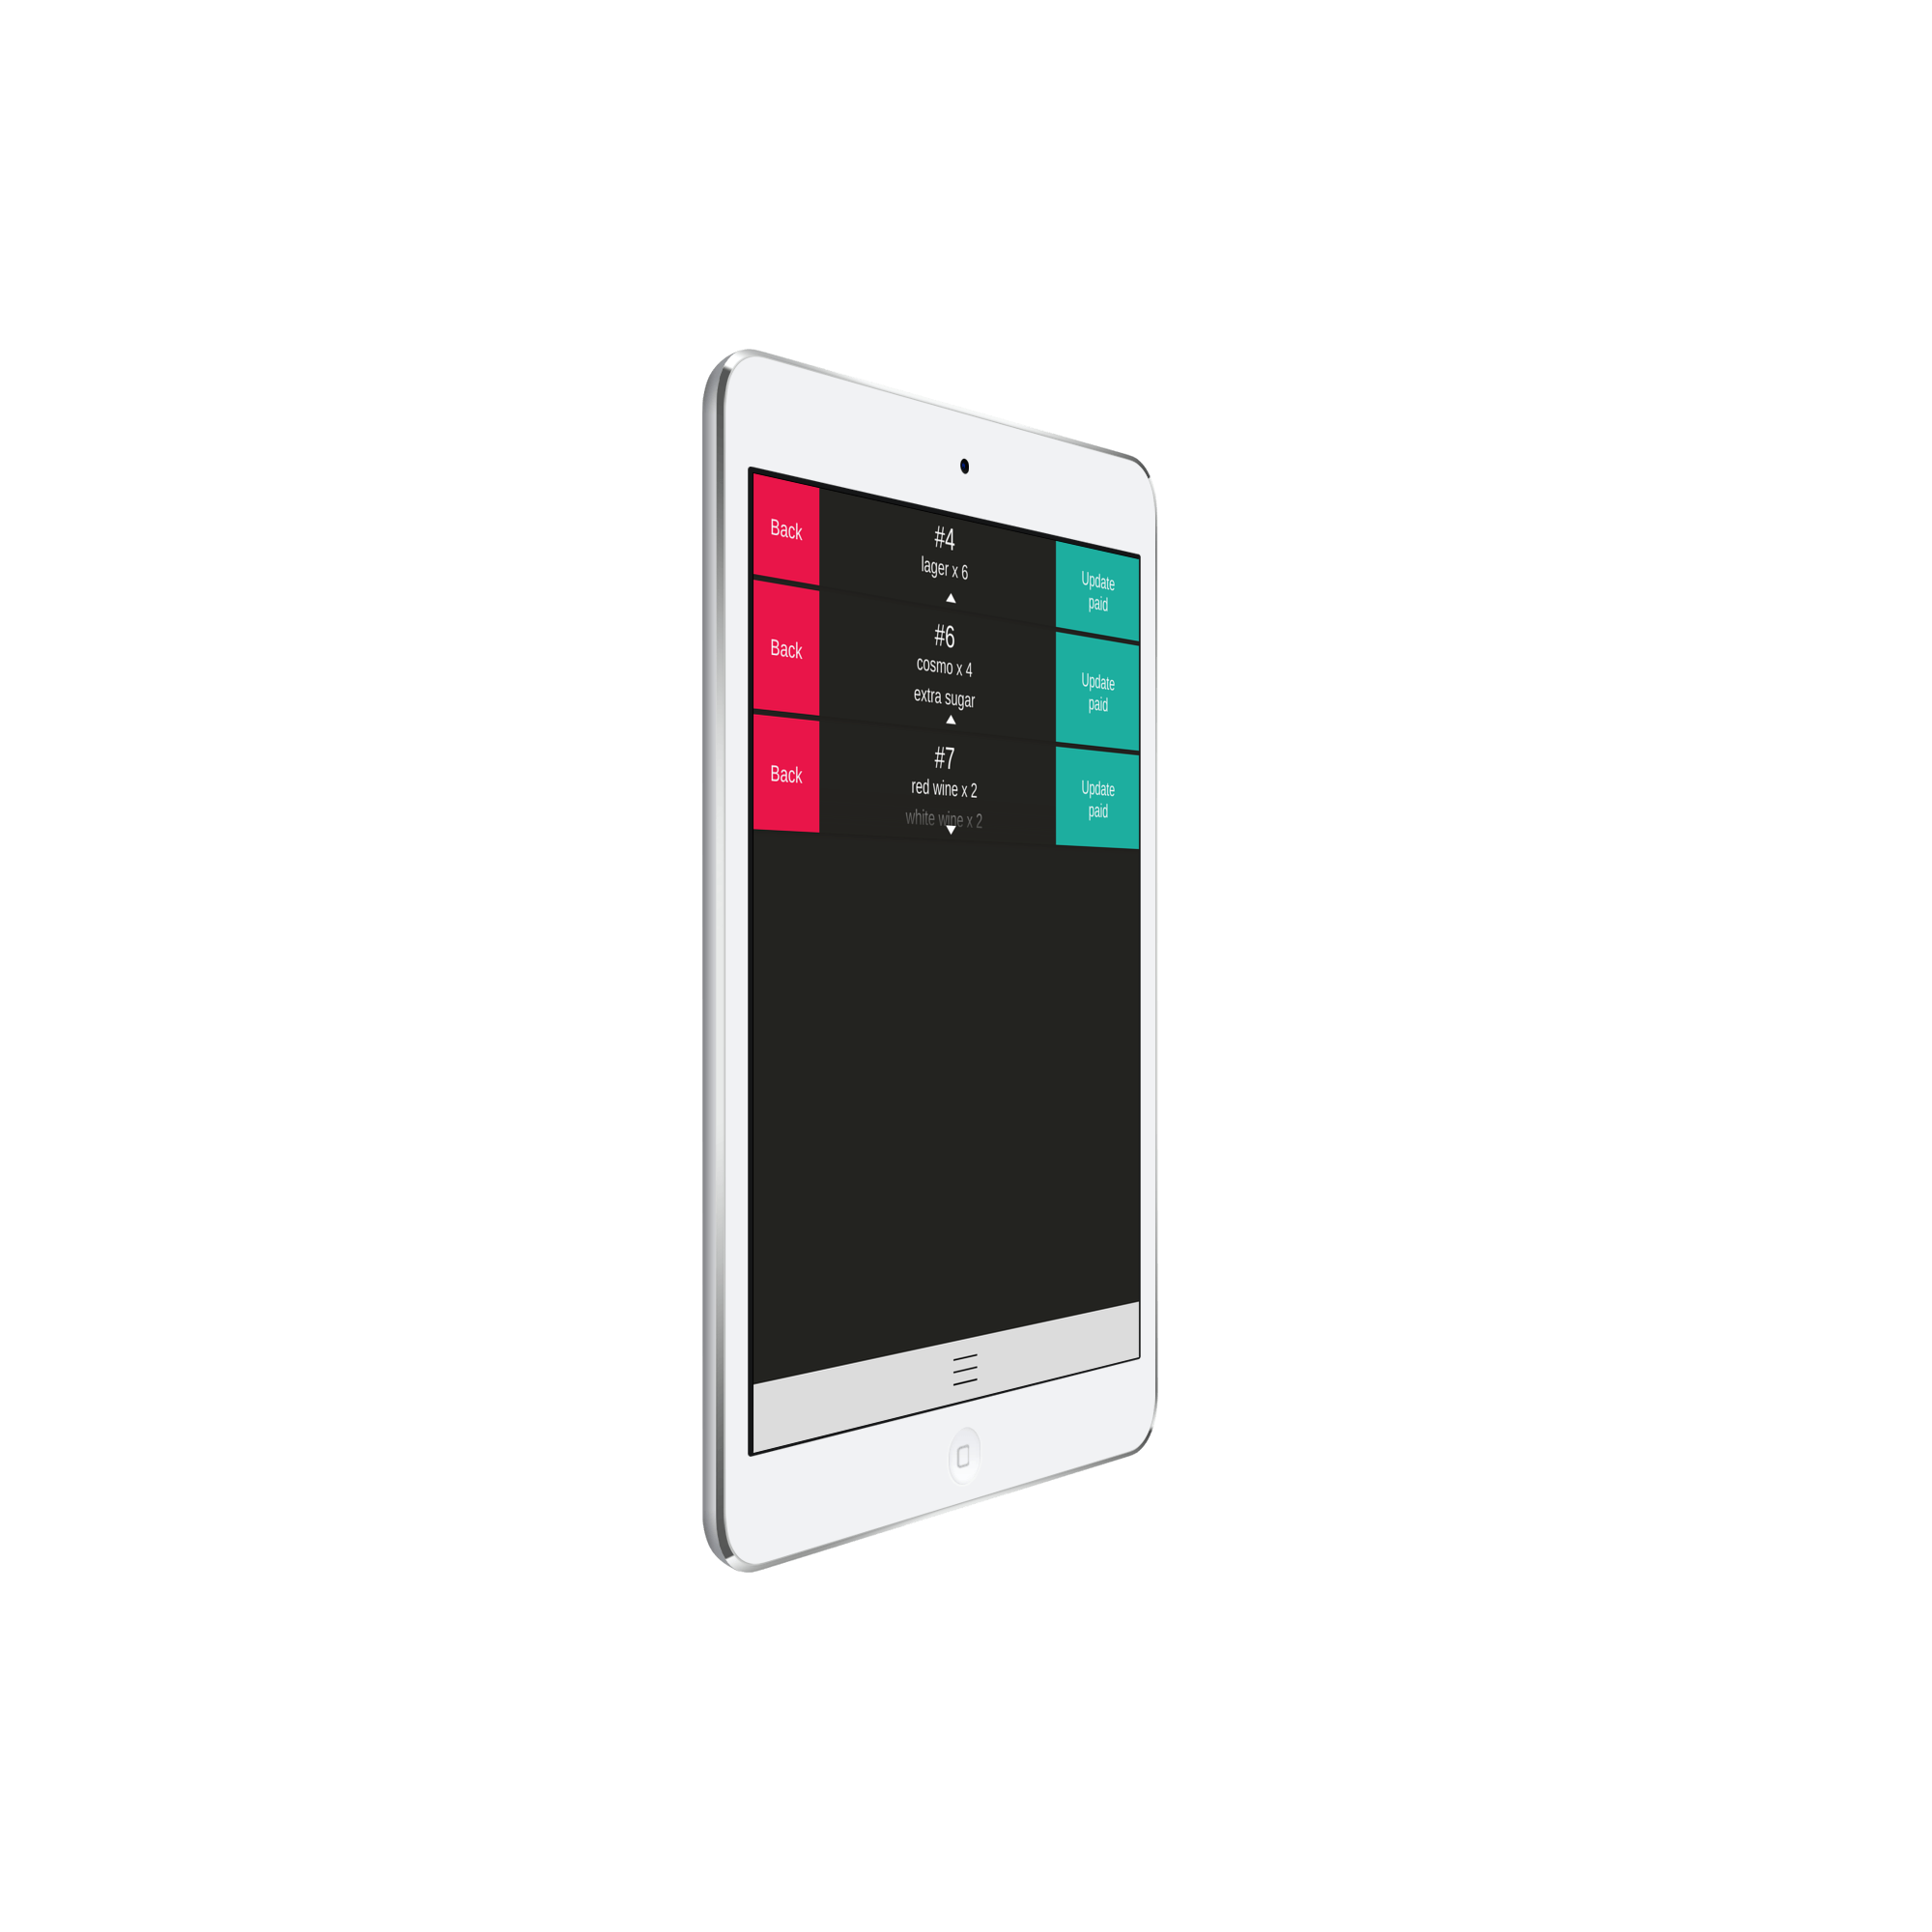 Back
#4
lager x 6
Update
paid
Back
#6
cosmo x 4
extra sugar
Update
paid
Back
#7
red wine x 2
white wine x 2
Update
paid